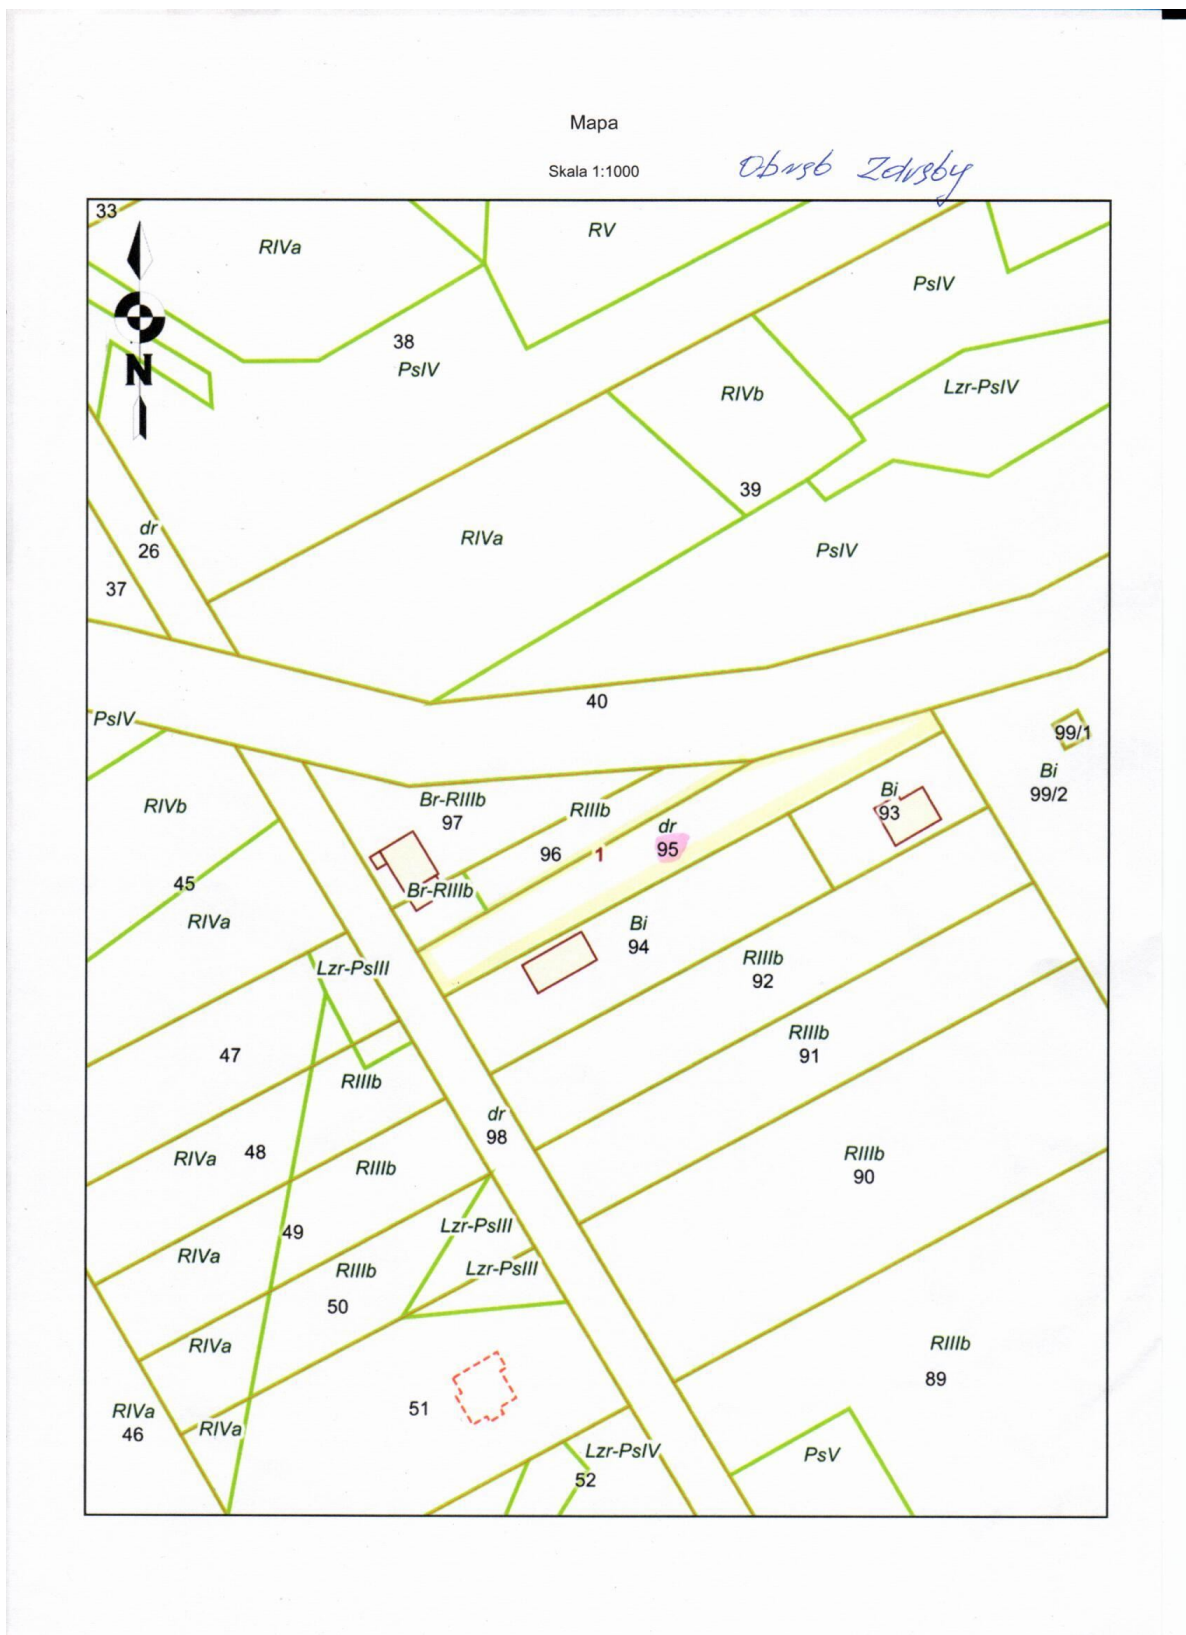 Mapa
Skala 1:1000
Obręb Zdręby
33
RIVa
RV
PsIV
38
PsIV
N
RIVb
Lzr-PsIV
39
RIVa
PsIV
dr
26
37
40
PsIV
99/1
Bi
99/2
RIVb
Br-RIIIb
97
RIIIb
Bi
93
dr
95
96
1
45
Br-RIIIb
RIVa
Bi
94
Lzr-PsIII
RIIIb
92
RIIIb
91
47
RIIIb
dr
98
RIVa
48
RIIIb
RIIIb
90
Lzr-PsIII
49
RIVa
RIIIb
50
Lzr-PsIII
RIVa
RIIIb
89
RIVa
46
51
RIVa
Lzr-PsIV
52
PsV